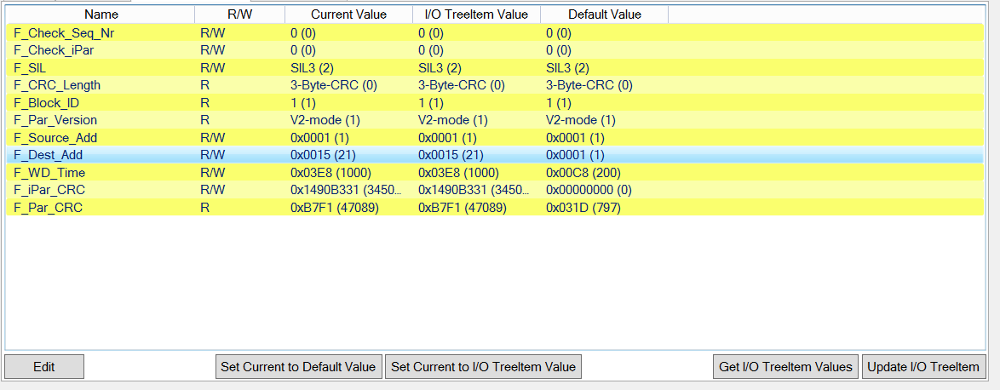 Name R/W Current Value I/O TreeItem Value Default Value
F_Check_Seq_Nr R/W 0 (0) 0 (0) 0 (0)
F_Check_iPar R/W 0 (0) 0 (0) 0 (0)
F_SIL R/W SIL3 (2) SIL3 (2) SIL3 (2)
F_CRC_Length R 3-Byte-CRC (0) 3-Byte-CRC (0) 3-Byte-CRC (0)
F_Block_ID R 1 (1) 1 (1) 1 (1)
F_Par_Version R V2-mode (1) V2-mode (1) V2-mode (1)
F_Source_Add R/W 0x0001 (1) 0x0001 (1) 0x0001 (1)
F_Dest_Add R/W 0x0015 (21) 0x0015 (21) 0x0001 (1)
F_WD_Time R/W 0x03E8 (1000) 0x03E8 (1000) 0x00C8 (200)
F_iPar_CRC R/W 0x1490B331 (3450... 0x1490B331 (3450... 0x00000000 (0)
F_Par_CRC R 0xB7F1 (47089) 0xB7F1 (47089) 0x031D (797)
Edit Set Current to Default Value Set Current to I/O TreeItem Value Get I/O TreeItem Values Update I/O TreeItem